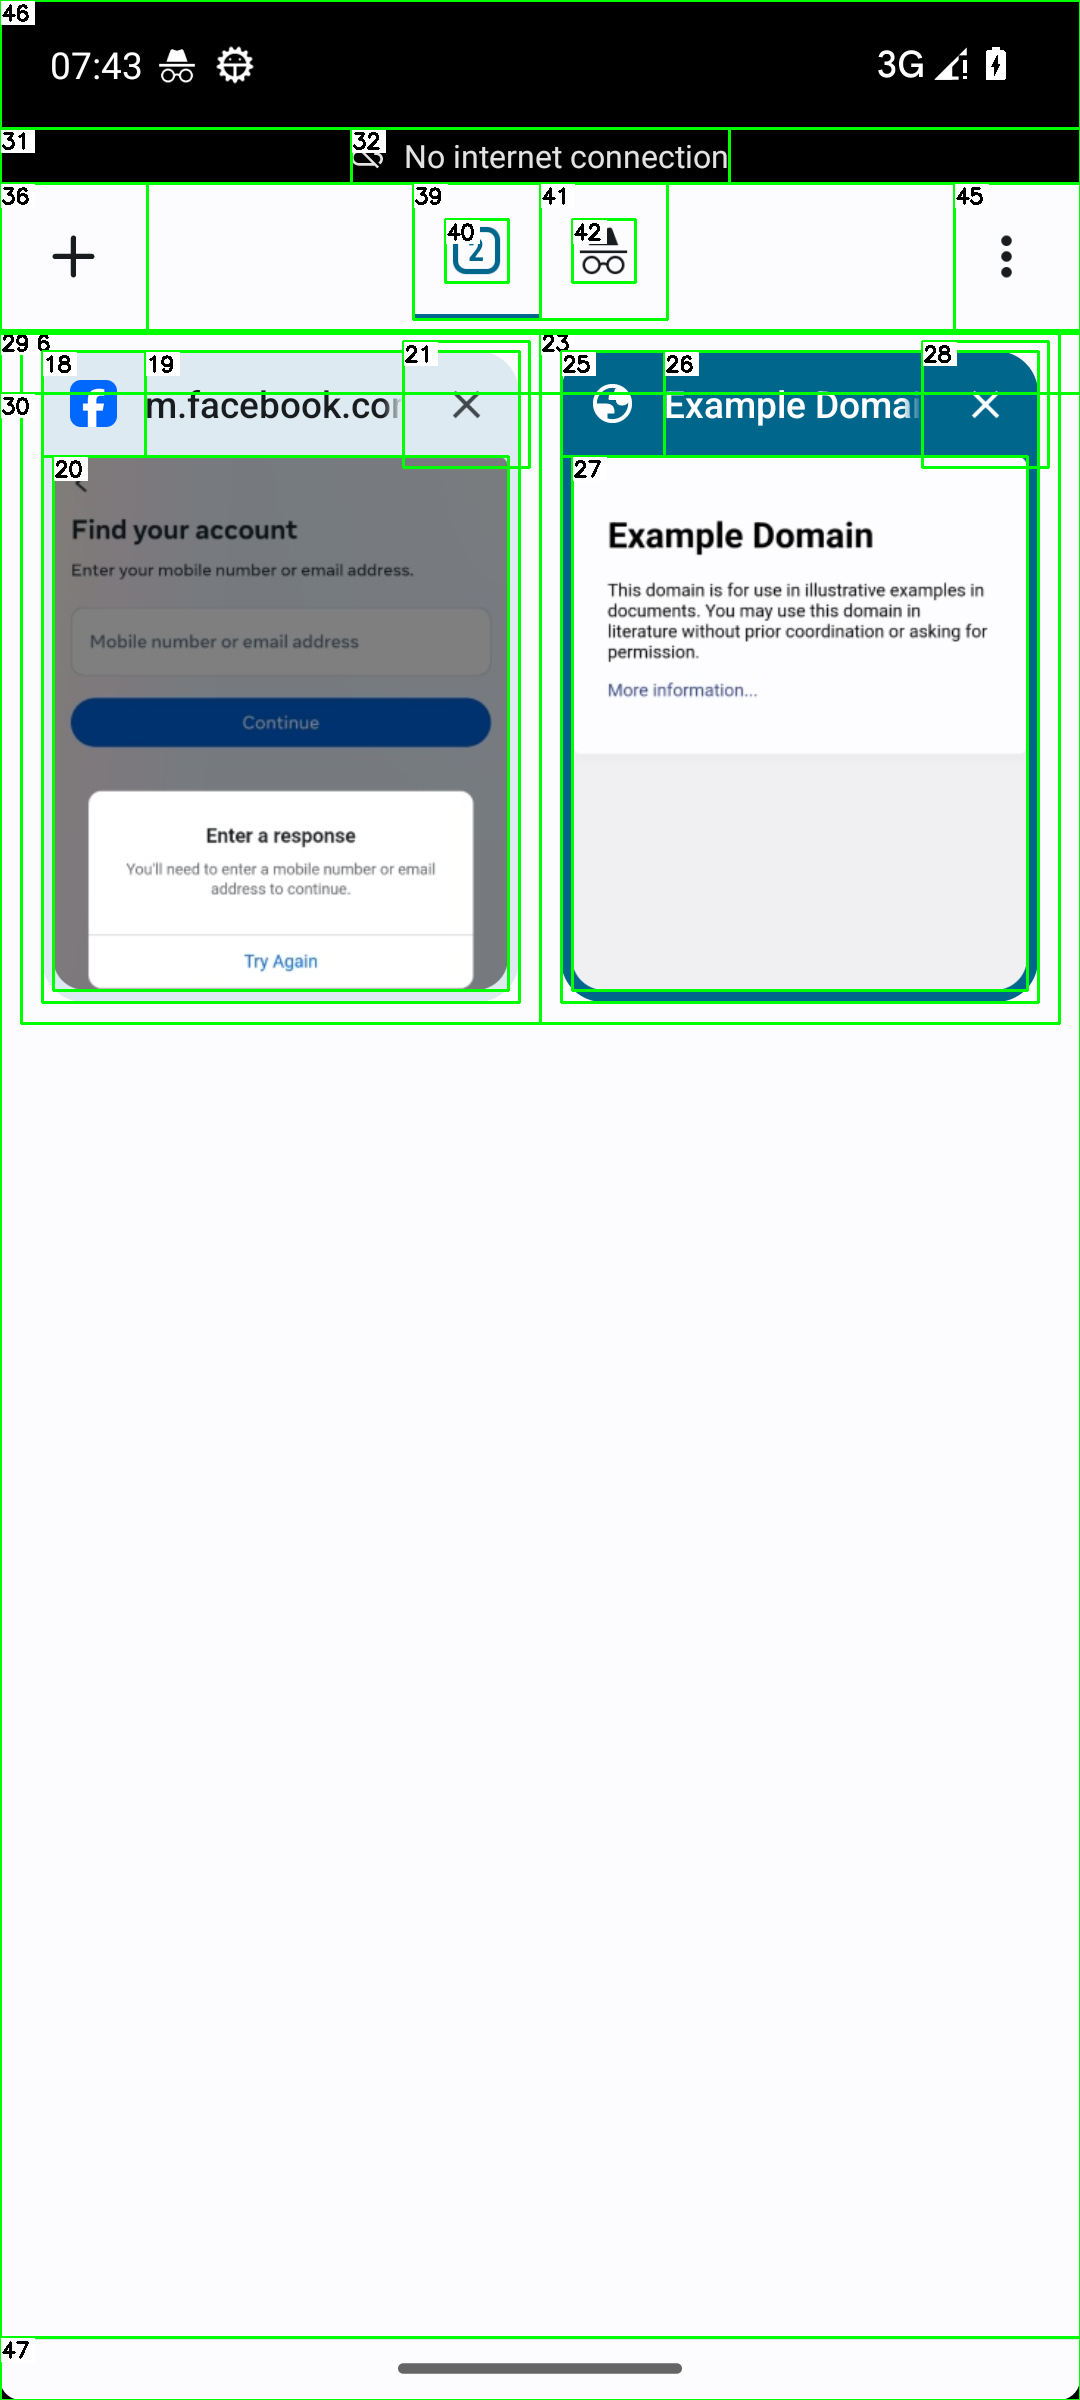 46
07:43
3G
31
32
No internet connection
36
39
41
45
40
2
42
29 6
23
18
19
21
25
26
28
30
m.facebook.co
Example Doma
20
27
Find your account
Enter your mobile number or email address.
Mobile number or email address
Continue
Enter a response
You'll need to enter a mobile number or email
address to continue.
Try Again
Example Domain
This domain is for use in illustrative examples in
documents. You may use this domain in
literature without prior coordination or asking for
permission.
More information...
47